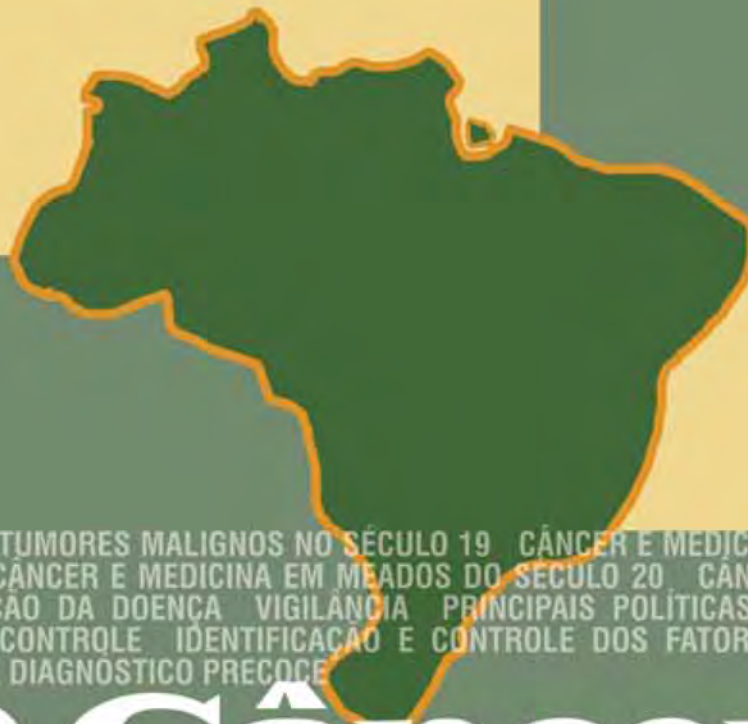 TUMORES MALIGNOS NO SÉCULO 19 CÂNCER E MEDIC
CÂNCER E MEDICINA EM MEADOS DO SÉCULO 20 CÂN
ÇÃO DA DOENÇA VIGILÂNCIA PRINCIPAIS POLÍTICAS
CONTROLE IDENTIFICAÇÃO E CONTROLE DOS FATOR
DIAGNÓSTICO PRECOCE
Câncer